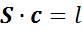 S · c = l